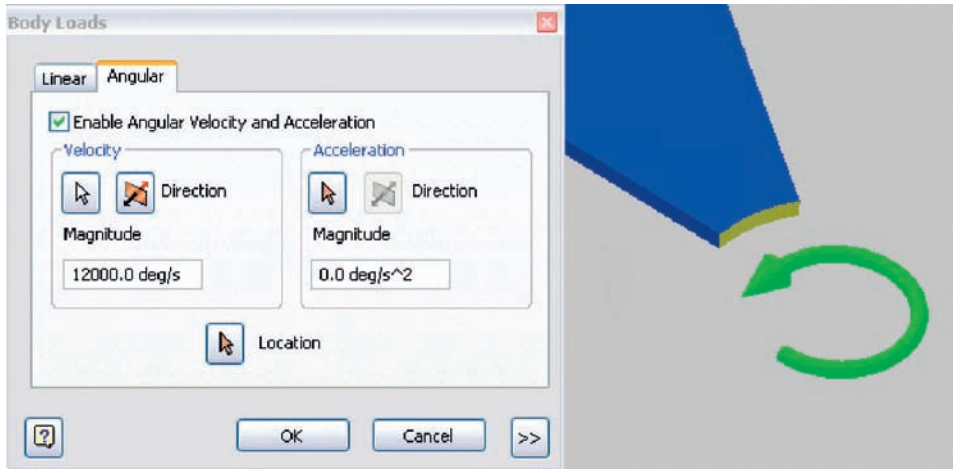 Body Loads
Linear Angular
Enable Angular Velocity and Acceleration
Velocity
Direction
Magnitude
12000.0 deg/s
Acceleration
Direction
Magnitude
0.0 deg/s^2
Location
OK Cancel >>